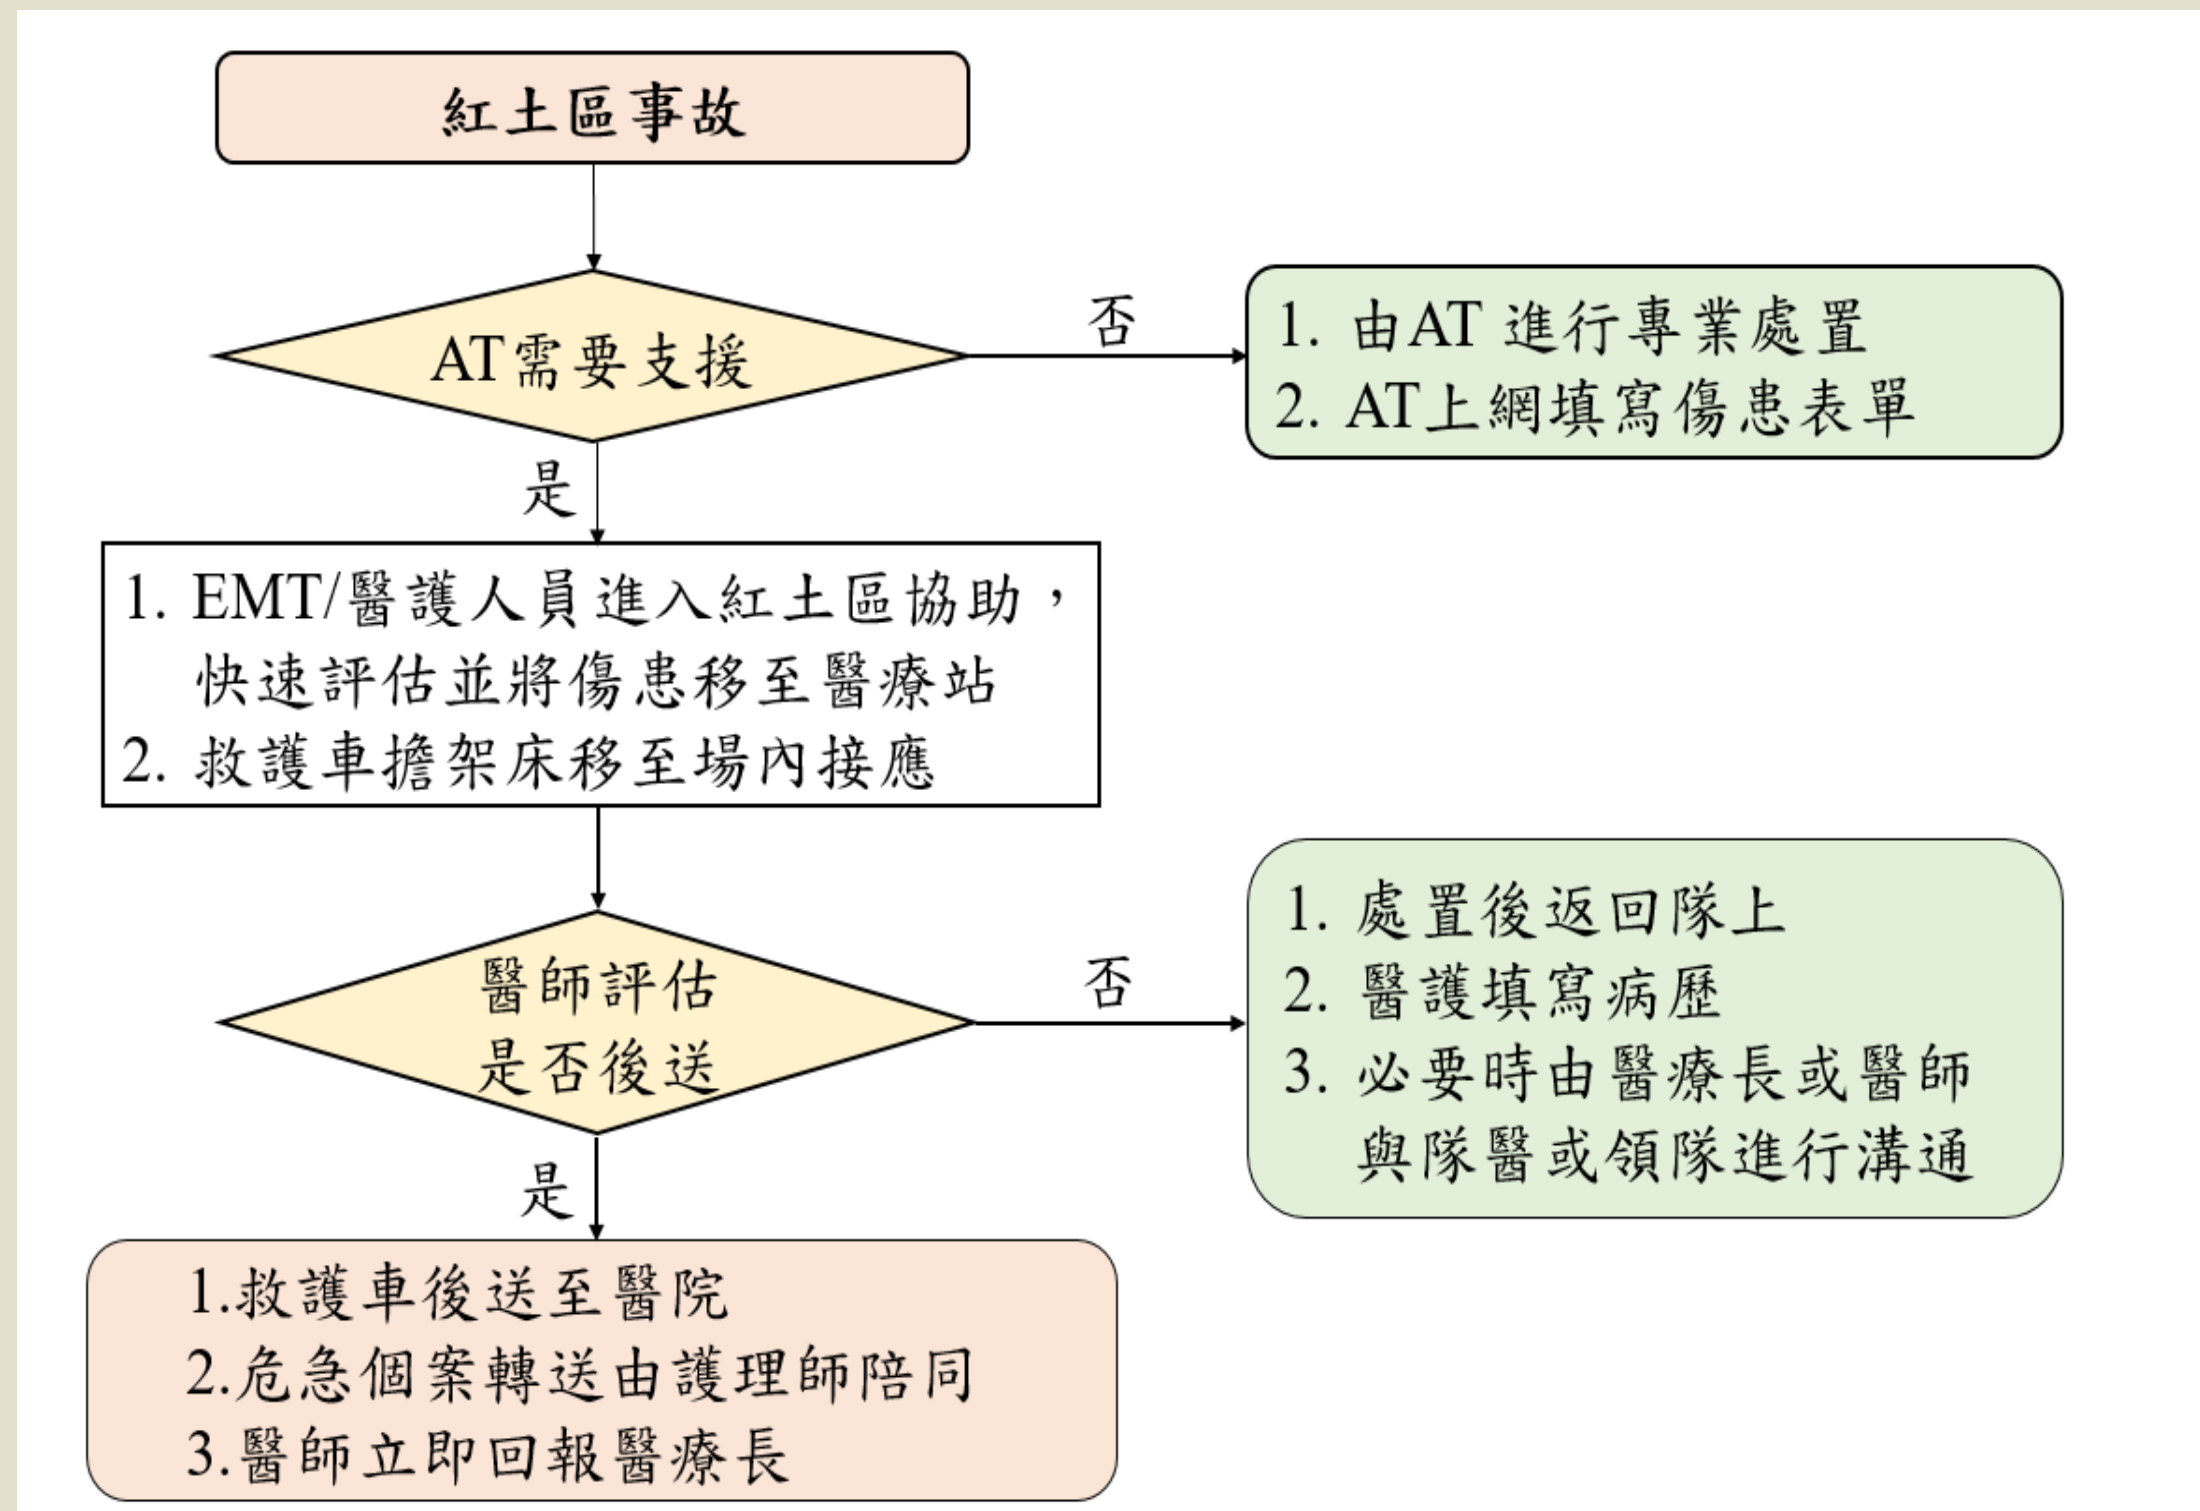 紅土區事故
AT需要支援
否
1. 由AT 進行專業處置
2. AT上網填寫傷患表單
是
1. EMT/醫護人員進入紅土區協助，
快速評估並將傷患移至醫療站
2. 救護車擔架床移至場內接應
醫師評估
是否後送
否
1. 處置後返回隊上
2. 醫護填寫病歷
3. 必要時由醫療長或醫師
與隊醫或領隊進行溝通
是
1.救護車後送至醫院
2.危急個案轉送由護理師陪同
3.醫師立即回報醫療長